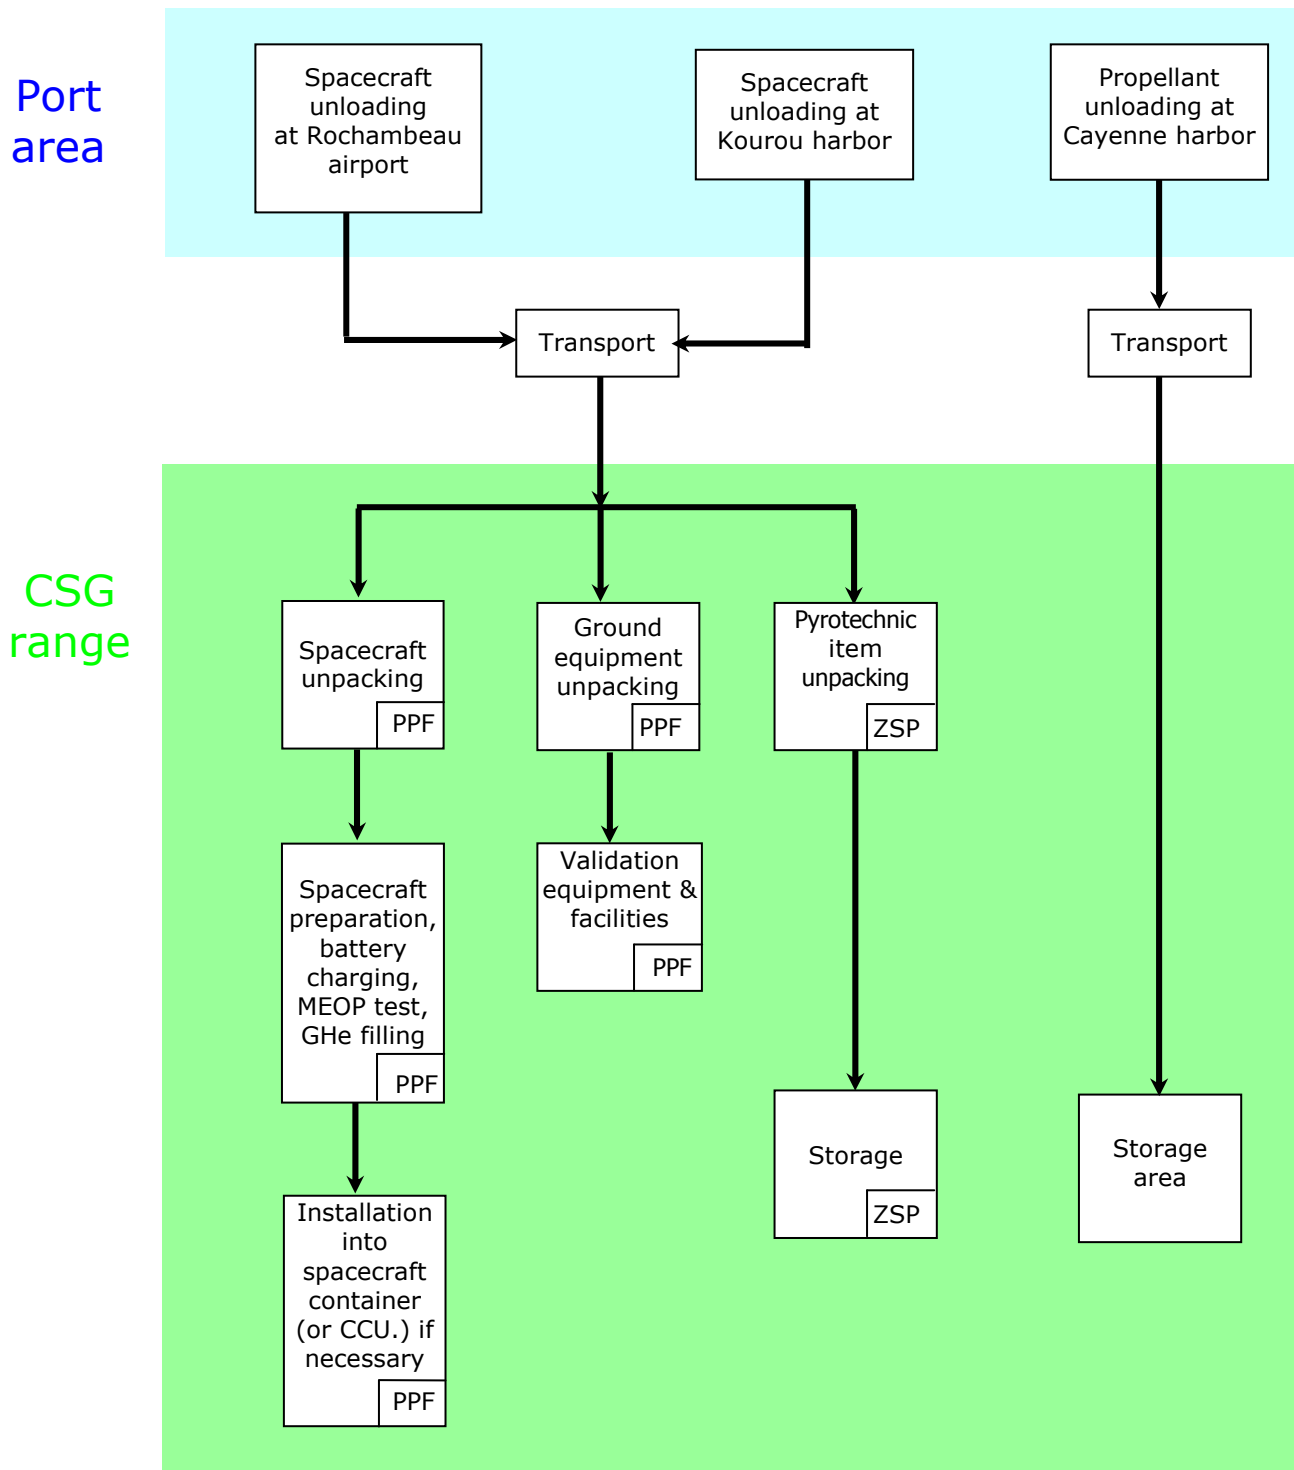 Port
area
Spacecraft
unloading
at Rochambeau
airport
Spacecraft
unloading at
Kourou harbor
Propellant
unloading at
Cayenne harbor
Transport
Transport
CSG
range
Spacecraft
unpacking
PPF
Ground
equipment
unpacking
PPF
Pyrotechnic
item
unpacking
ZSP
Spacecraft
preparation,
battery
charging,
MEOP test,
GHe filling
PPF
Validation
equipment &
facilities
PPF
Storage
ZSP
Storage
area
Installation
into
spacecraft
container
(or CCU.) if
necessary
PPF